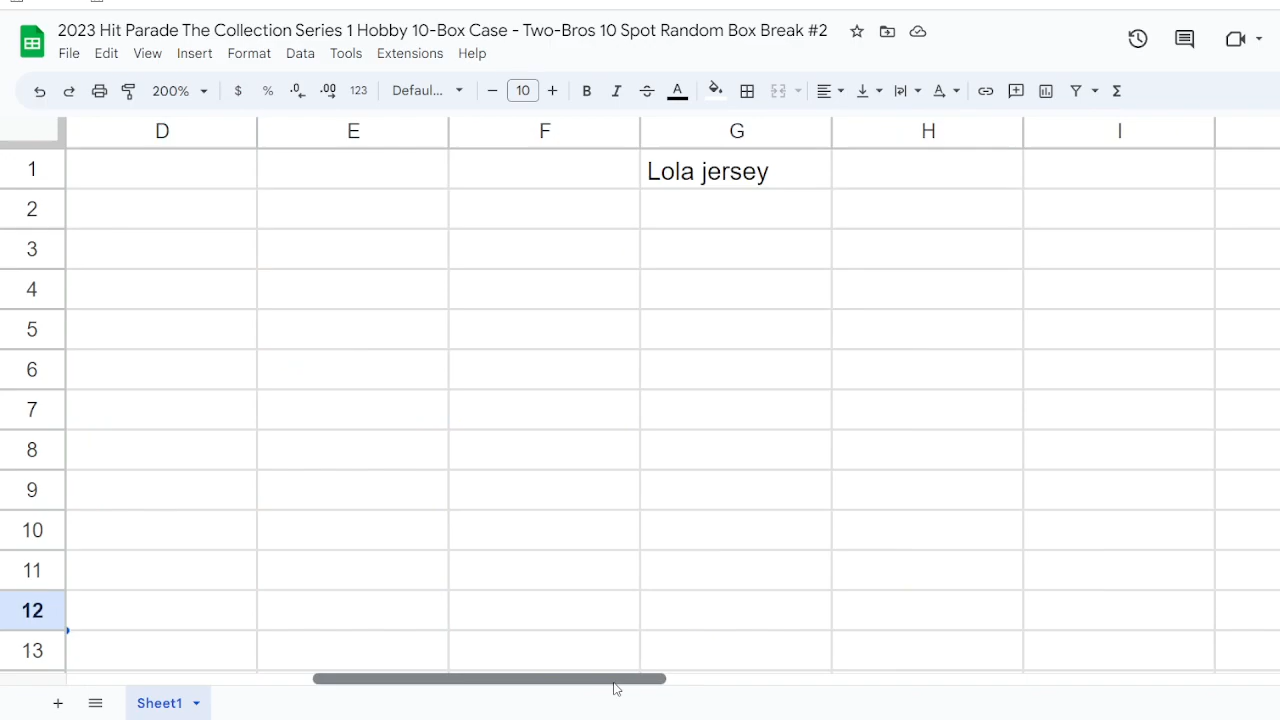 2023 Hit Parade The Collection Series 1 Hobby 10-Box Case - Two-Bros 10 Spot Random Box Break #2
File Edit View Insert Format Data Tools Extensions Help
200% $ % .0 .00 123 Defaul... 10 B I A
D E F G H I
1 Lola jersey
2
3
4
5
6
7
8
9
10
11
12
13
Sheet1